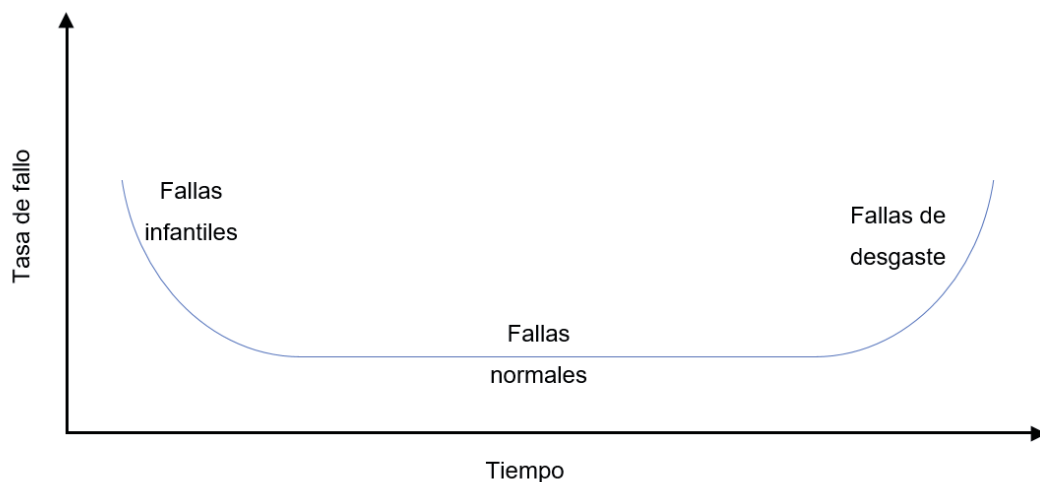 Tasa de fallo
Fallas
infantiles
Fallas
normales
Fallas de
desgaste
Tiempo